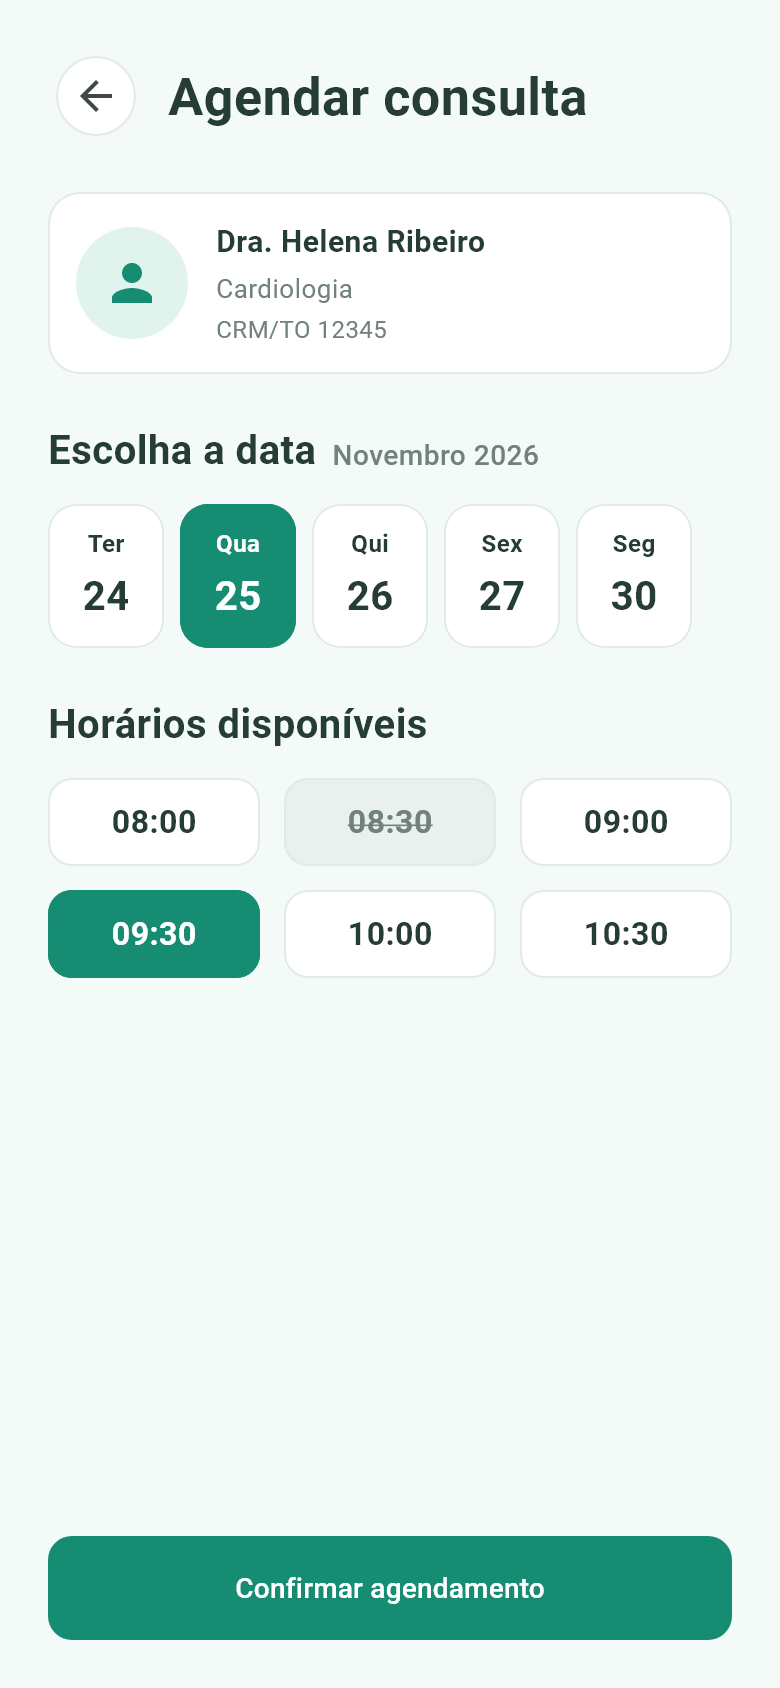 Agendar consulta
Dra. Helena Ribeiro
Cardiologia
CRM/TO 12345
Escolha a data Novembro 2026
Ter Qua Qui Sex Seg
24 25 26 27 30
Horários disponíveis
08:00 08:30 09:00
09:30 10:00 10:30
Confirmar agendamento